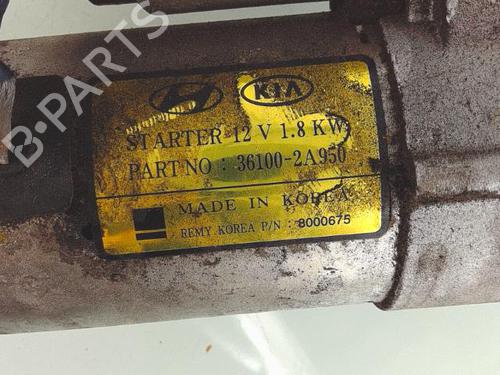 B-PARTS
KIA
STARTER 12 V 1.8 KW
PART NO : 36100-2A950
MADE IN KOREA
REMY KOREA P/N : 8000675